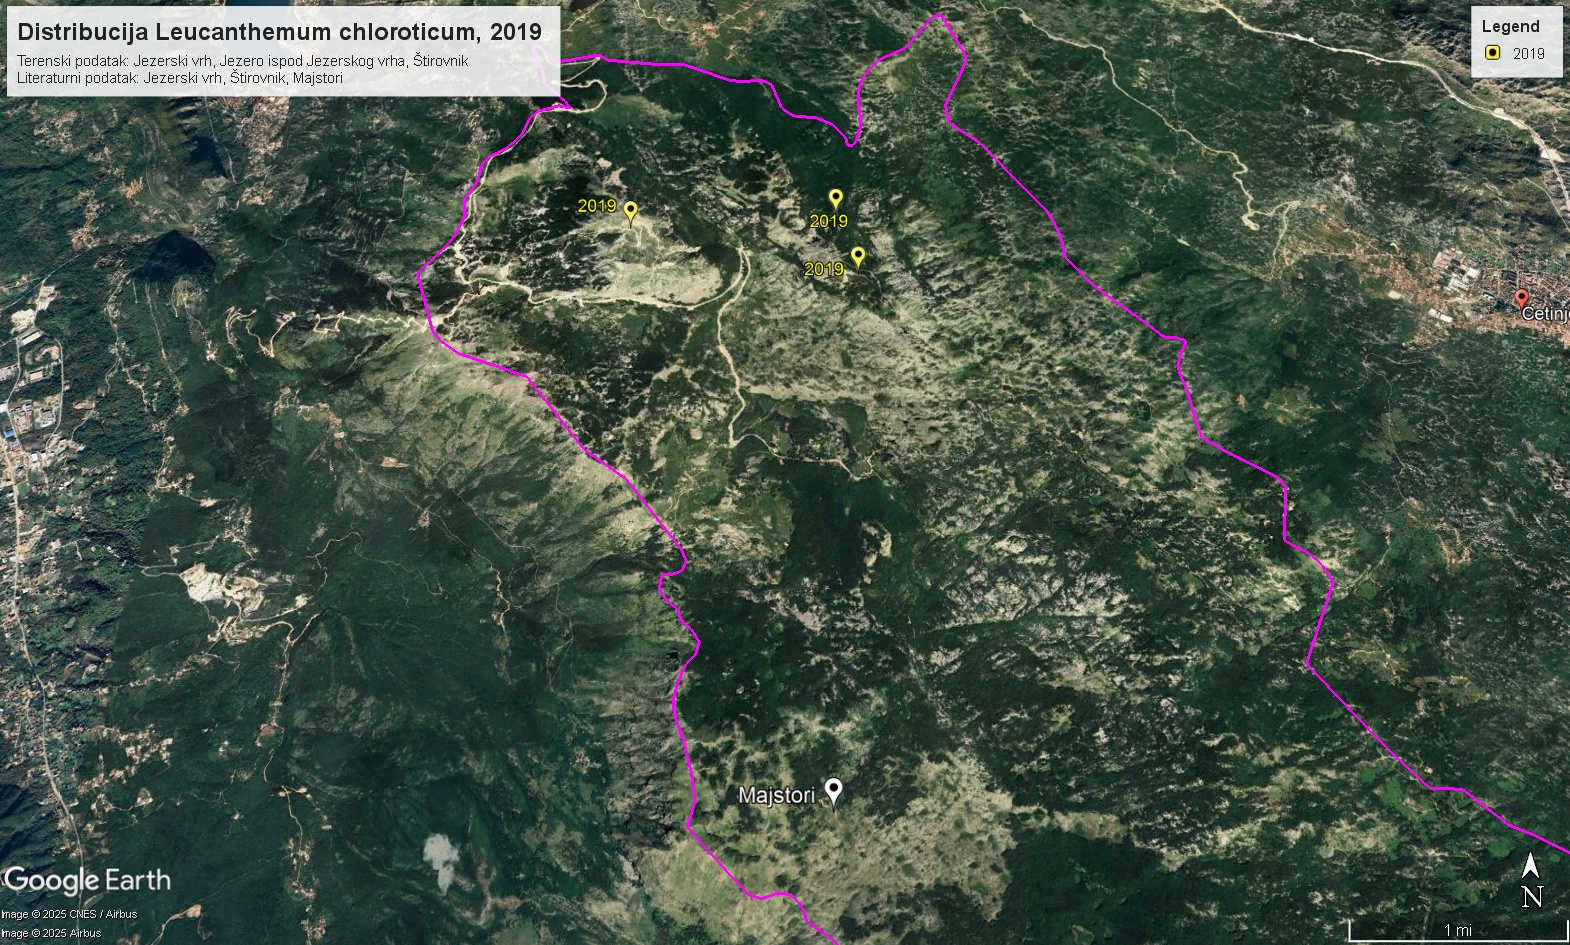 Distribucija Leucanthemum chloroticum, 2019
Terenski podatak: Jezerski vrh, Jezero ispod Jezerskog vrha, Štirovnik
Literaturni podatak: Jezerski vrh, Štirovnik, Majstori
Legend
2019
2019
2019
2019
Cetinj
Majstori
Google Earth
Image © 2025 CNES / Airbus
Image © 2025 Airbus
N
1 mi